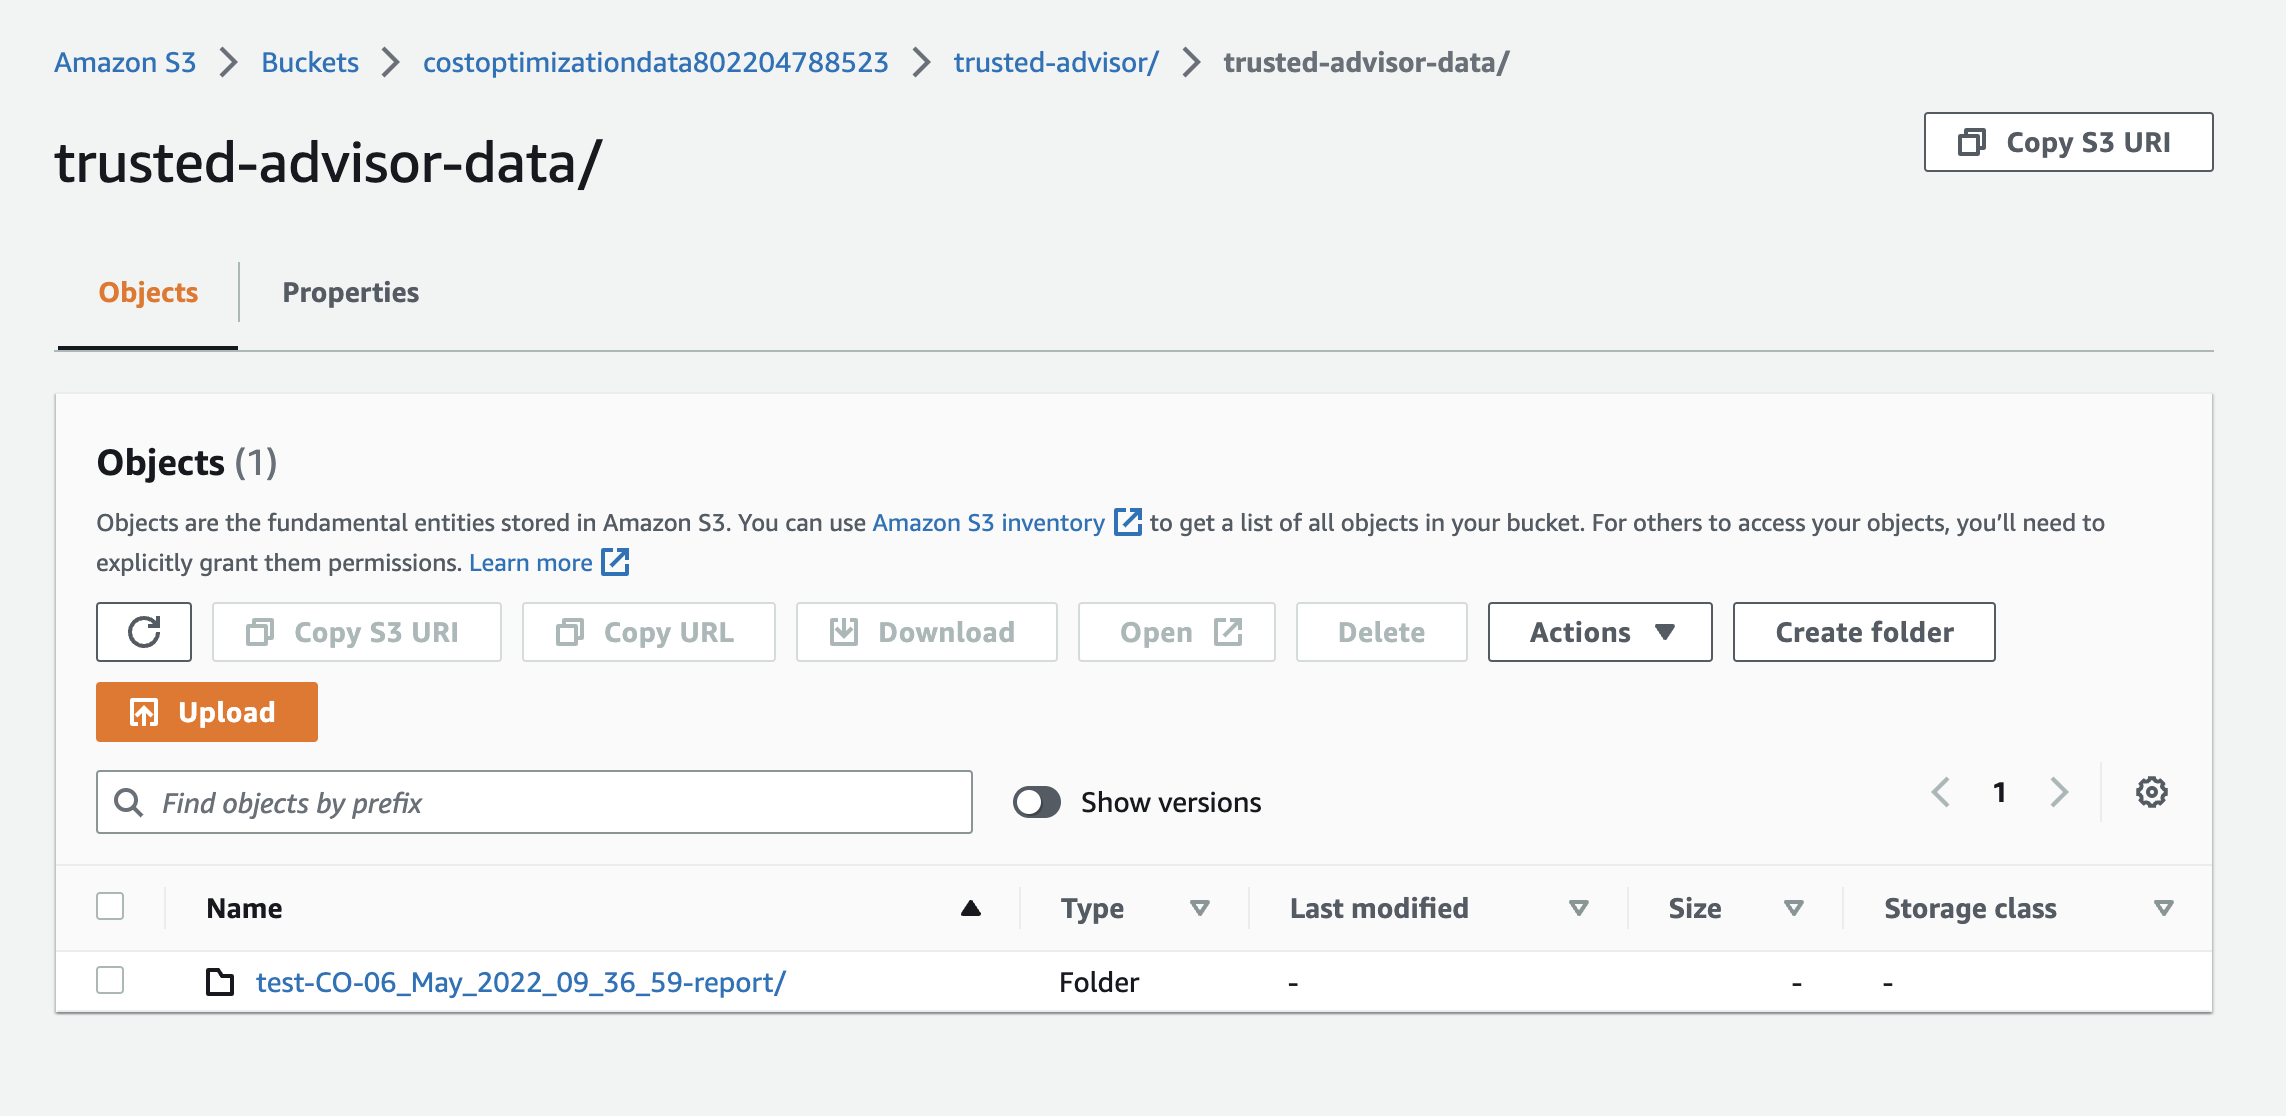 Amazon S3 Buckets costoptimizationdata802204788523 trusted-advisor/ trusted-advisor-data/
trusted-advisor-data/
Copy S3 URI
Objects Properties
Objects (1)
Objects are the fundamental entities stored in Amazon S3. You can use Amazon S3 inventory to get a list of all objects in your bucket. For others to access your objects, you'll need to
explicitly grant them permissions. Learn more
Copy S3 URI Copy URL Download Open Delete Actions Create folder
Upload
Find objects by prefix Show versions 1
Name Type Last modified Size Storage class
test-CO-06_May_2022_09_36_59-report/ Folder - - -